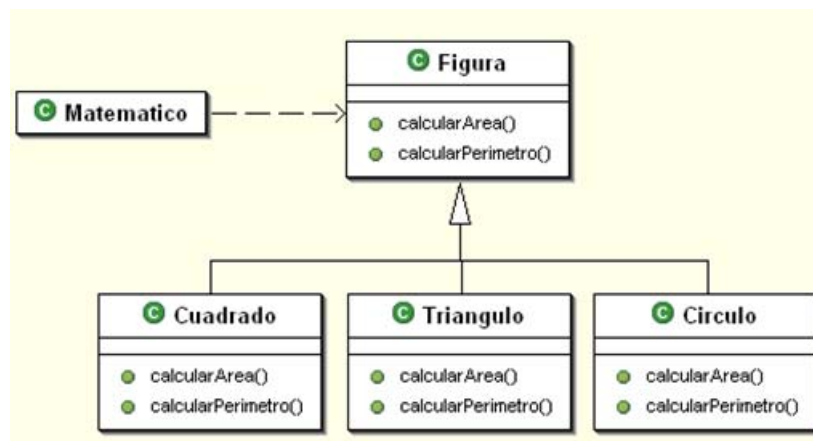 Figura
Matematico
calcularArea()
calcularPerimetro()
Cuadrado
calcularArea()
calcularPerimetro()
Triangulo
calcularArea()
calcularPerimetro()
Circulo
calcularArea()
calcularPerimetro()